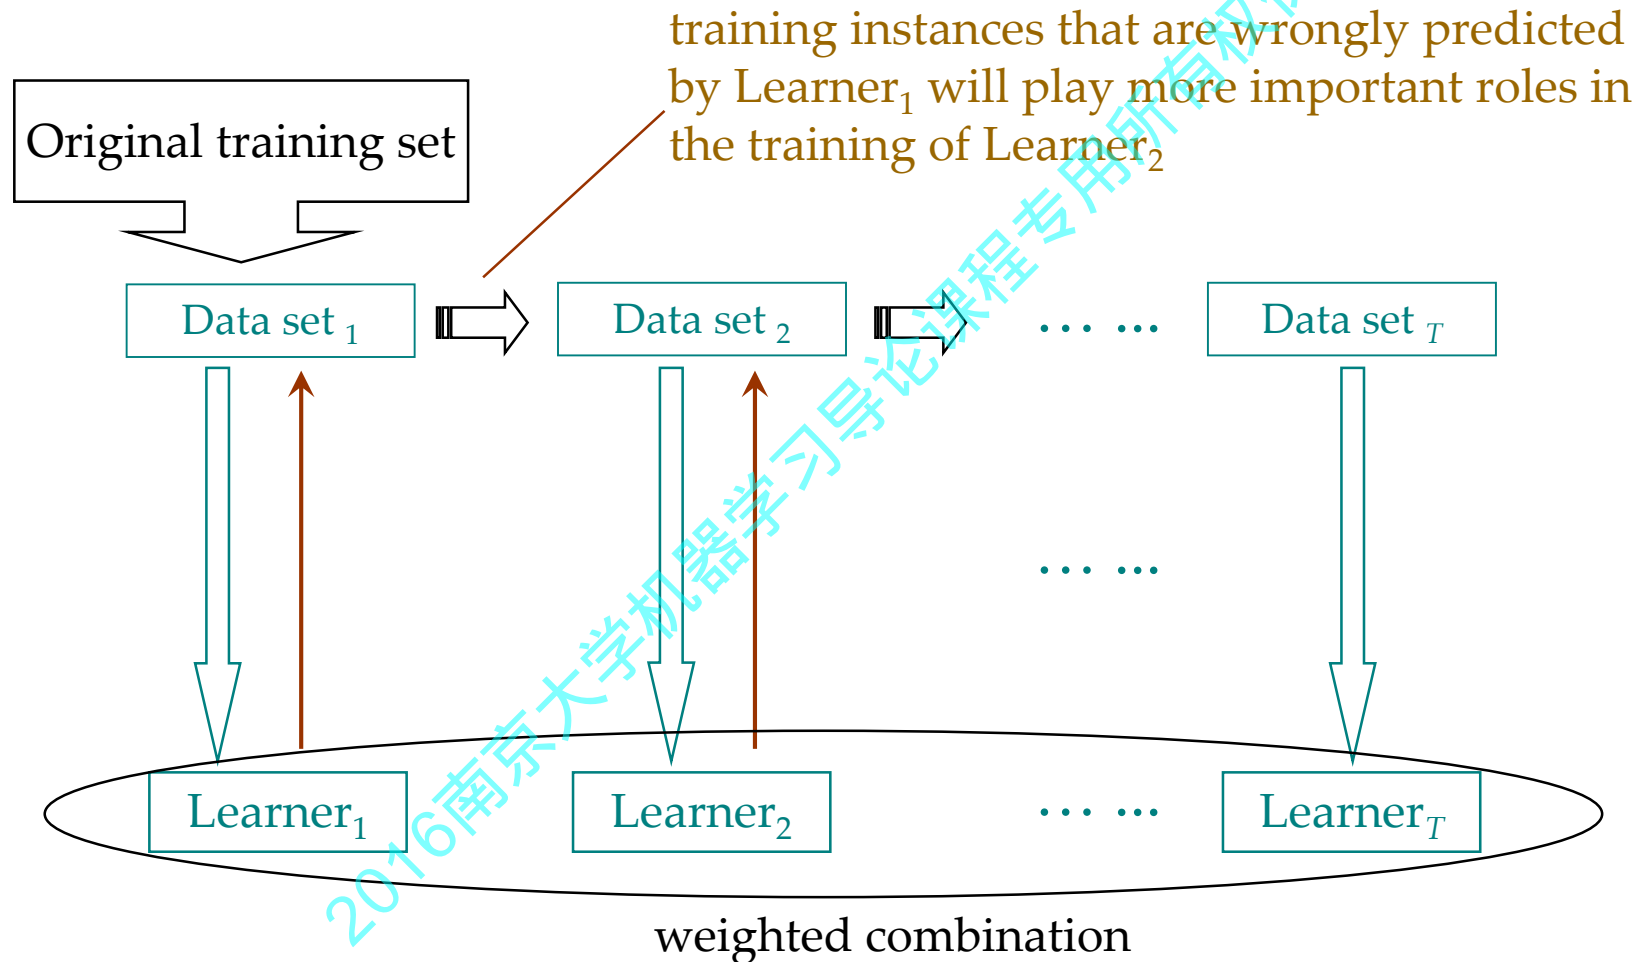 training instances that are wrongly predicted
by Learner₁ will play more important roles in
the training of Learner₂
Original training set
Data set ₁
Data set ₂
... ...
Data set T
... ...
Learner₁
Learner₂
... ...
LearnerT
weighted combination
2016南京大学机器学习导论课程专用所有权